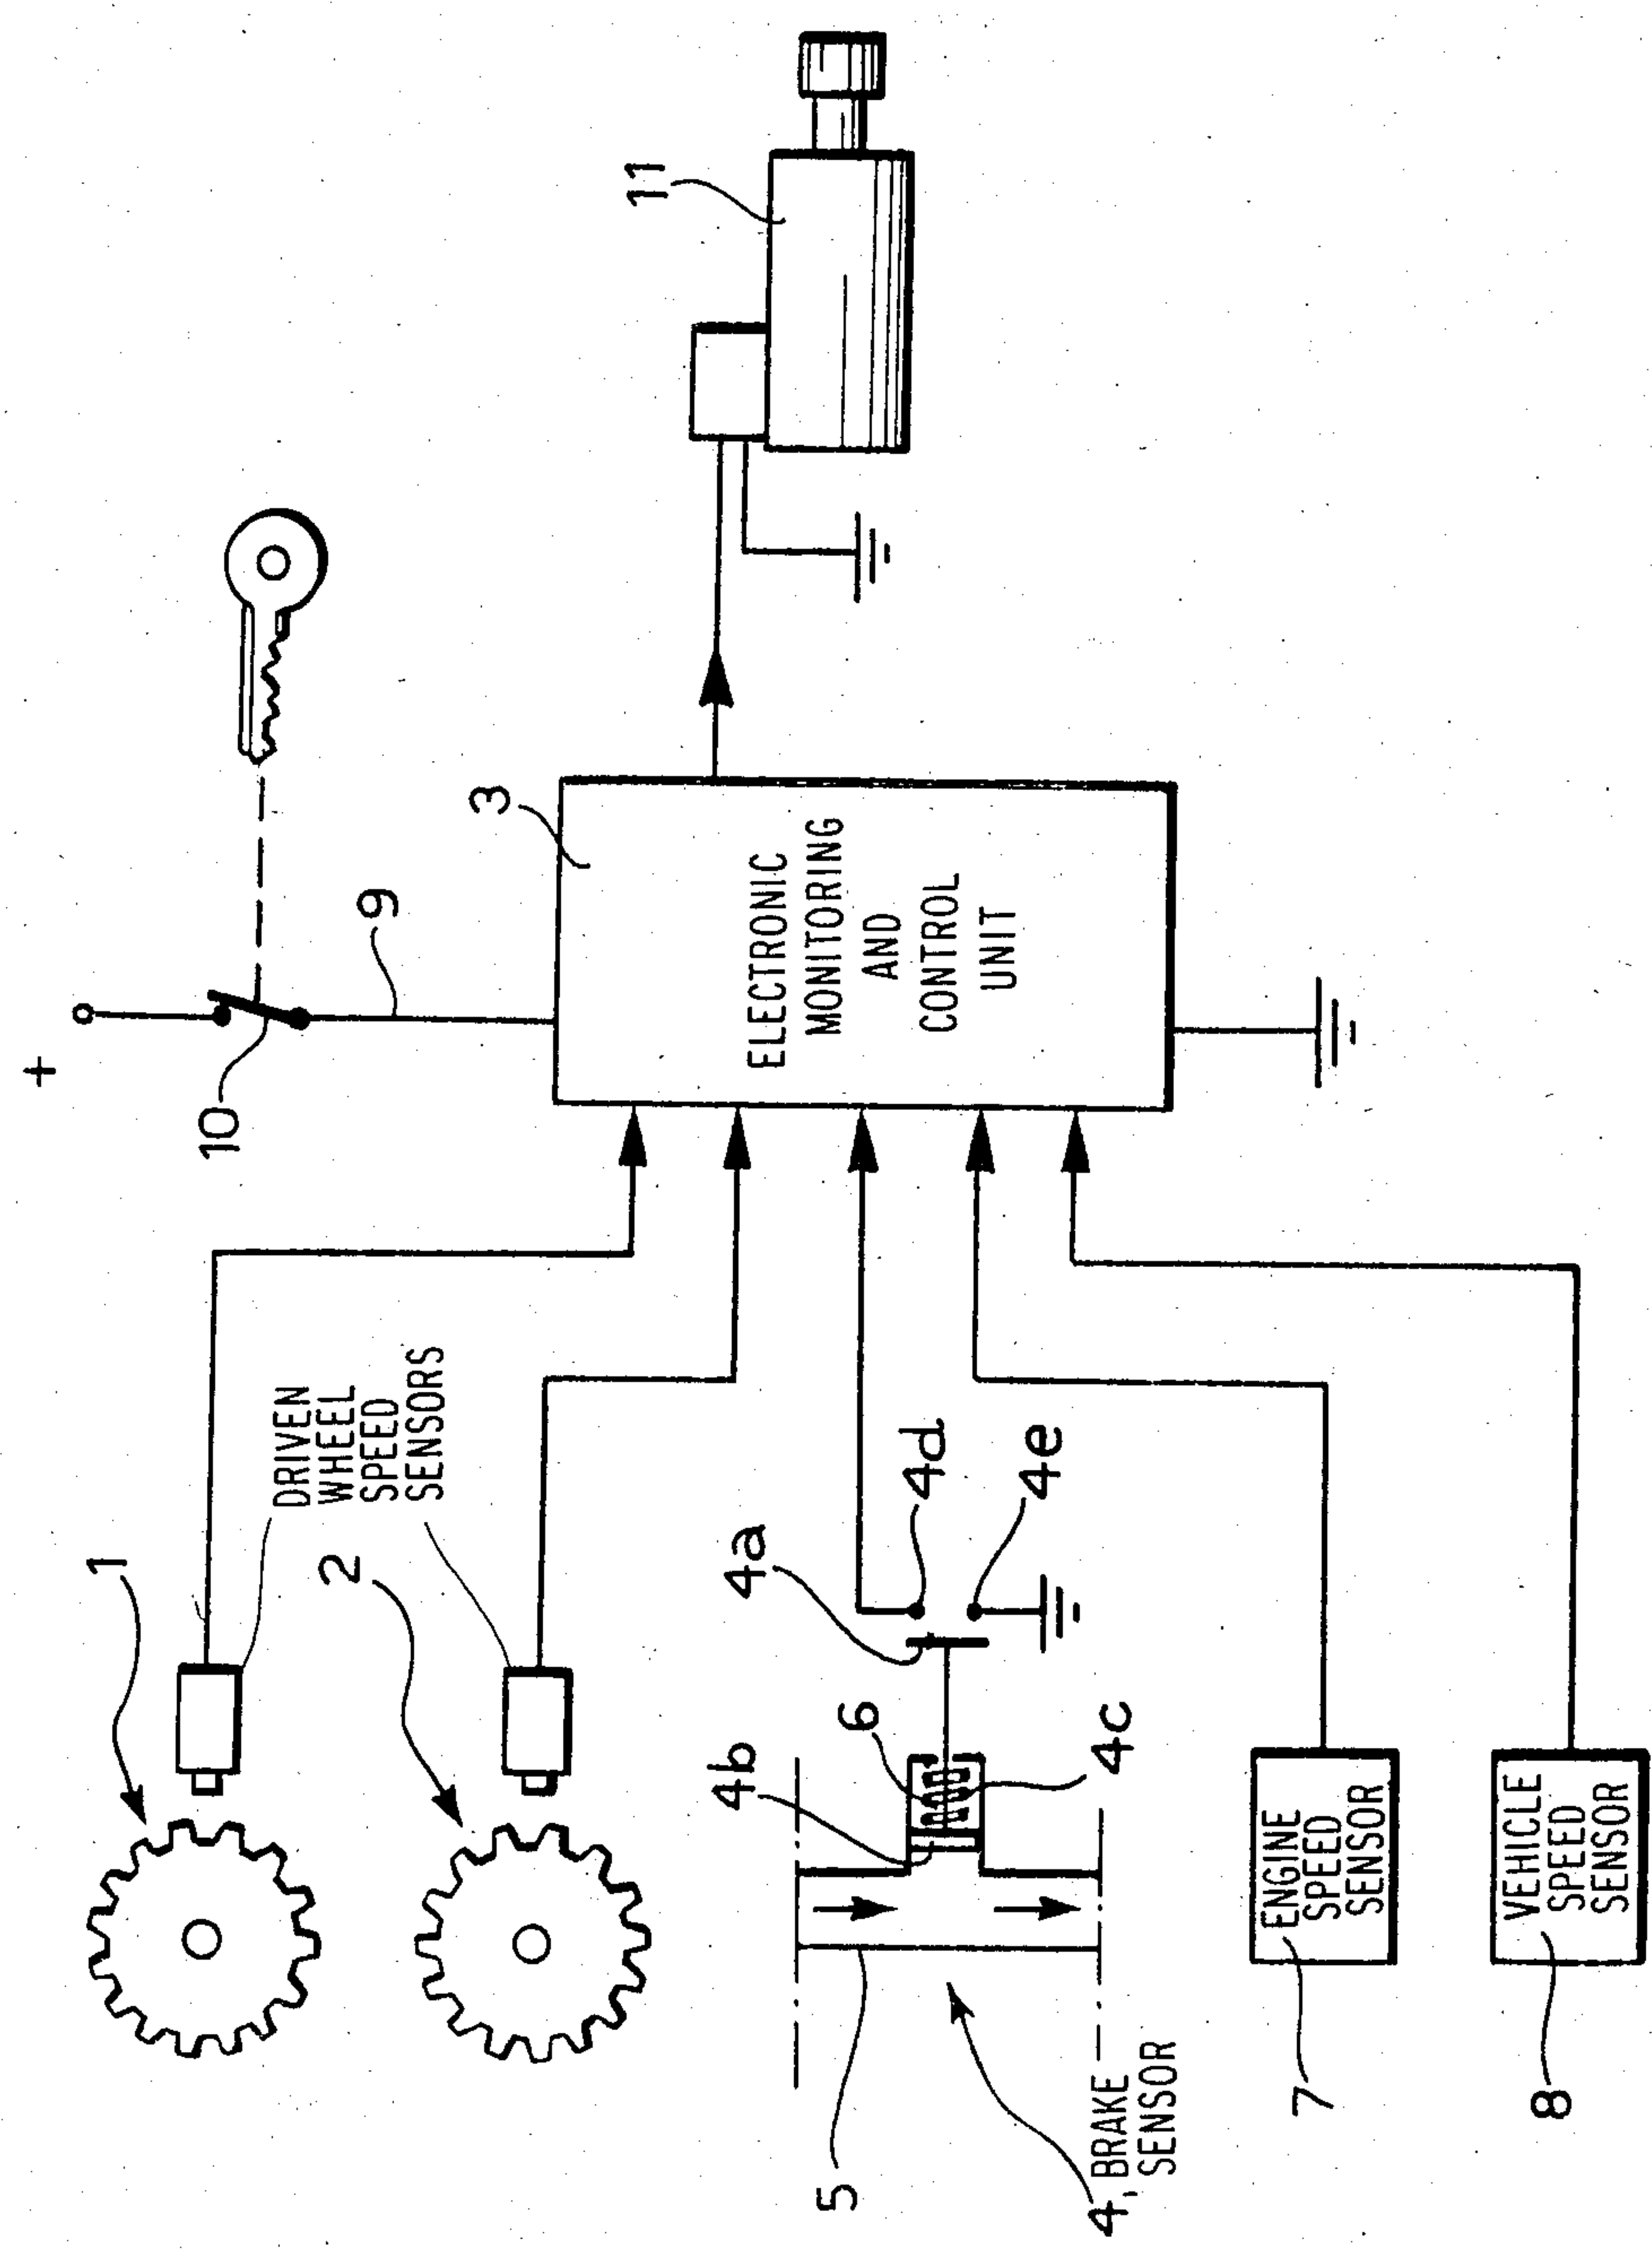 1
DRIVEN
WHEEL
SPEED
SENSORS
2
+
10
9
3
ELECTRONIC
MONITORING
AND
CONTROL
UNIT
11
4b
6
4a
4c
4d
4e
5
4, BRAKE
SENSOR
7
ENGINE
SPEED
SENSOR
8
VEHICLE
SPEED
SENSOR